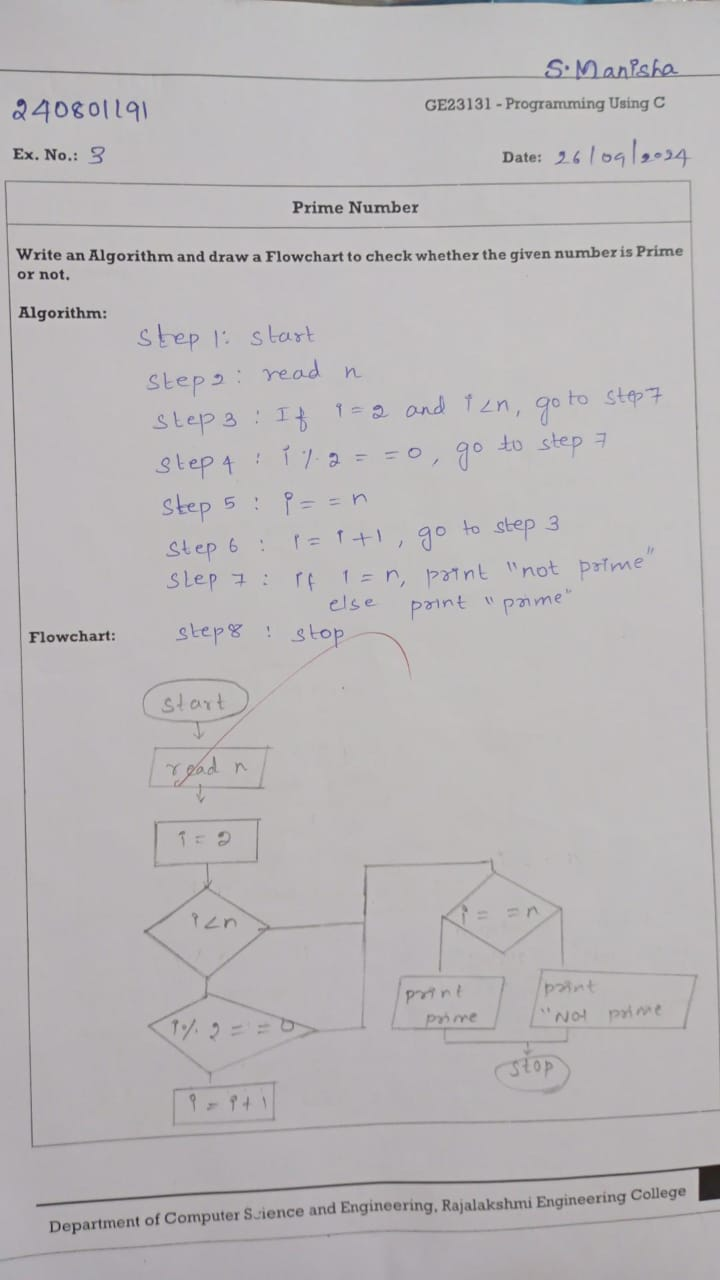 S. Manisha
240801191
GE23131 - Programming Using C
Ex. No.: 3
Date: 26/09/2024
Prime Number
Write an Algorithm and draw a Flowchart to check whether the given number is Prime
or not.
Algorithm:
Step 1: start
Step 2: read n
Step 3: If i=2 and i<n, go to step 7
Step 4: i%2==0, go to step 7
Step 5: i==n
Step 6: i=i+1, go to step 3
Step 7: If i=n, print "not prime"
else print "prime"
Flowchart:
step 8: stop
start
read n
i=2
i<n
i==n
print
prime
print
"Not prime
i%2==0
stop
i=i+1
Department of Computer Science and Engineering, Rajalakshmi Engineering College